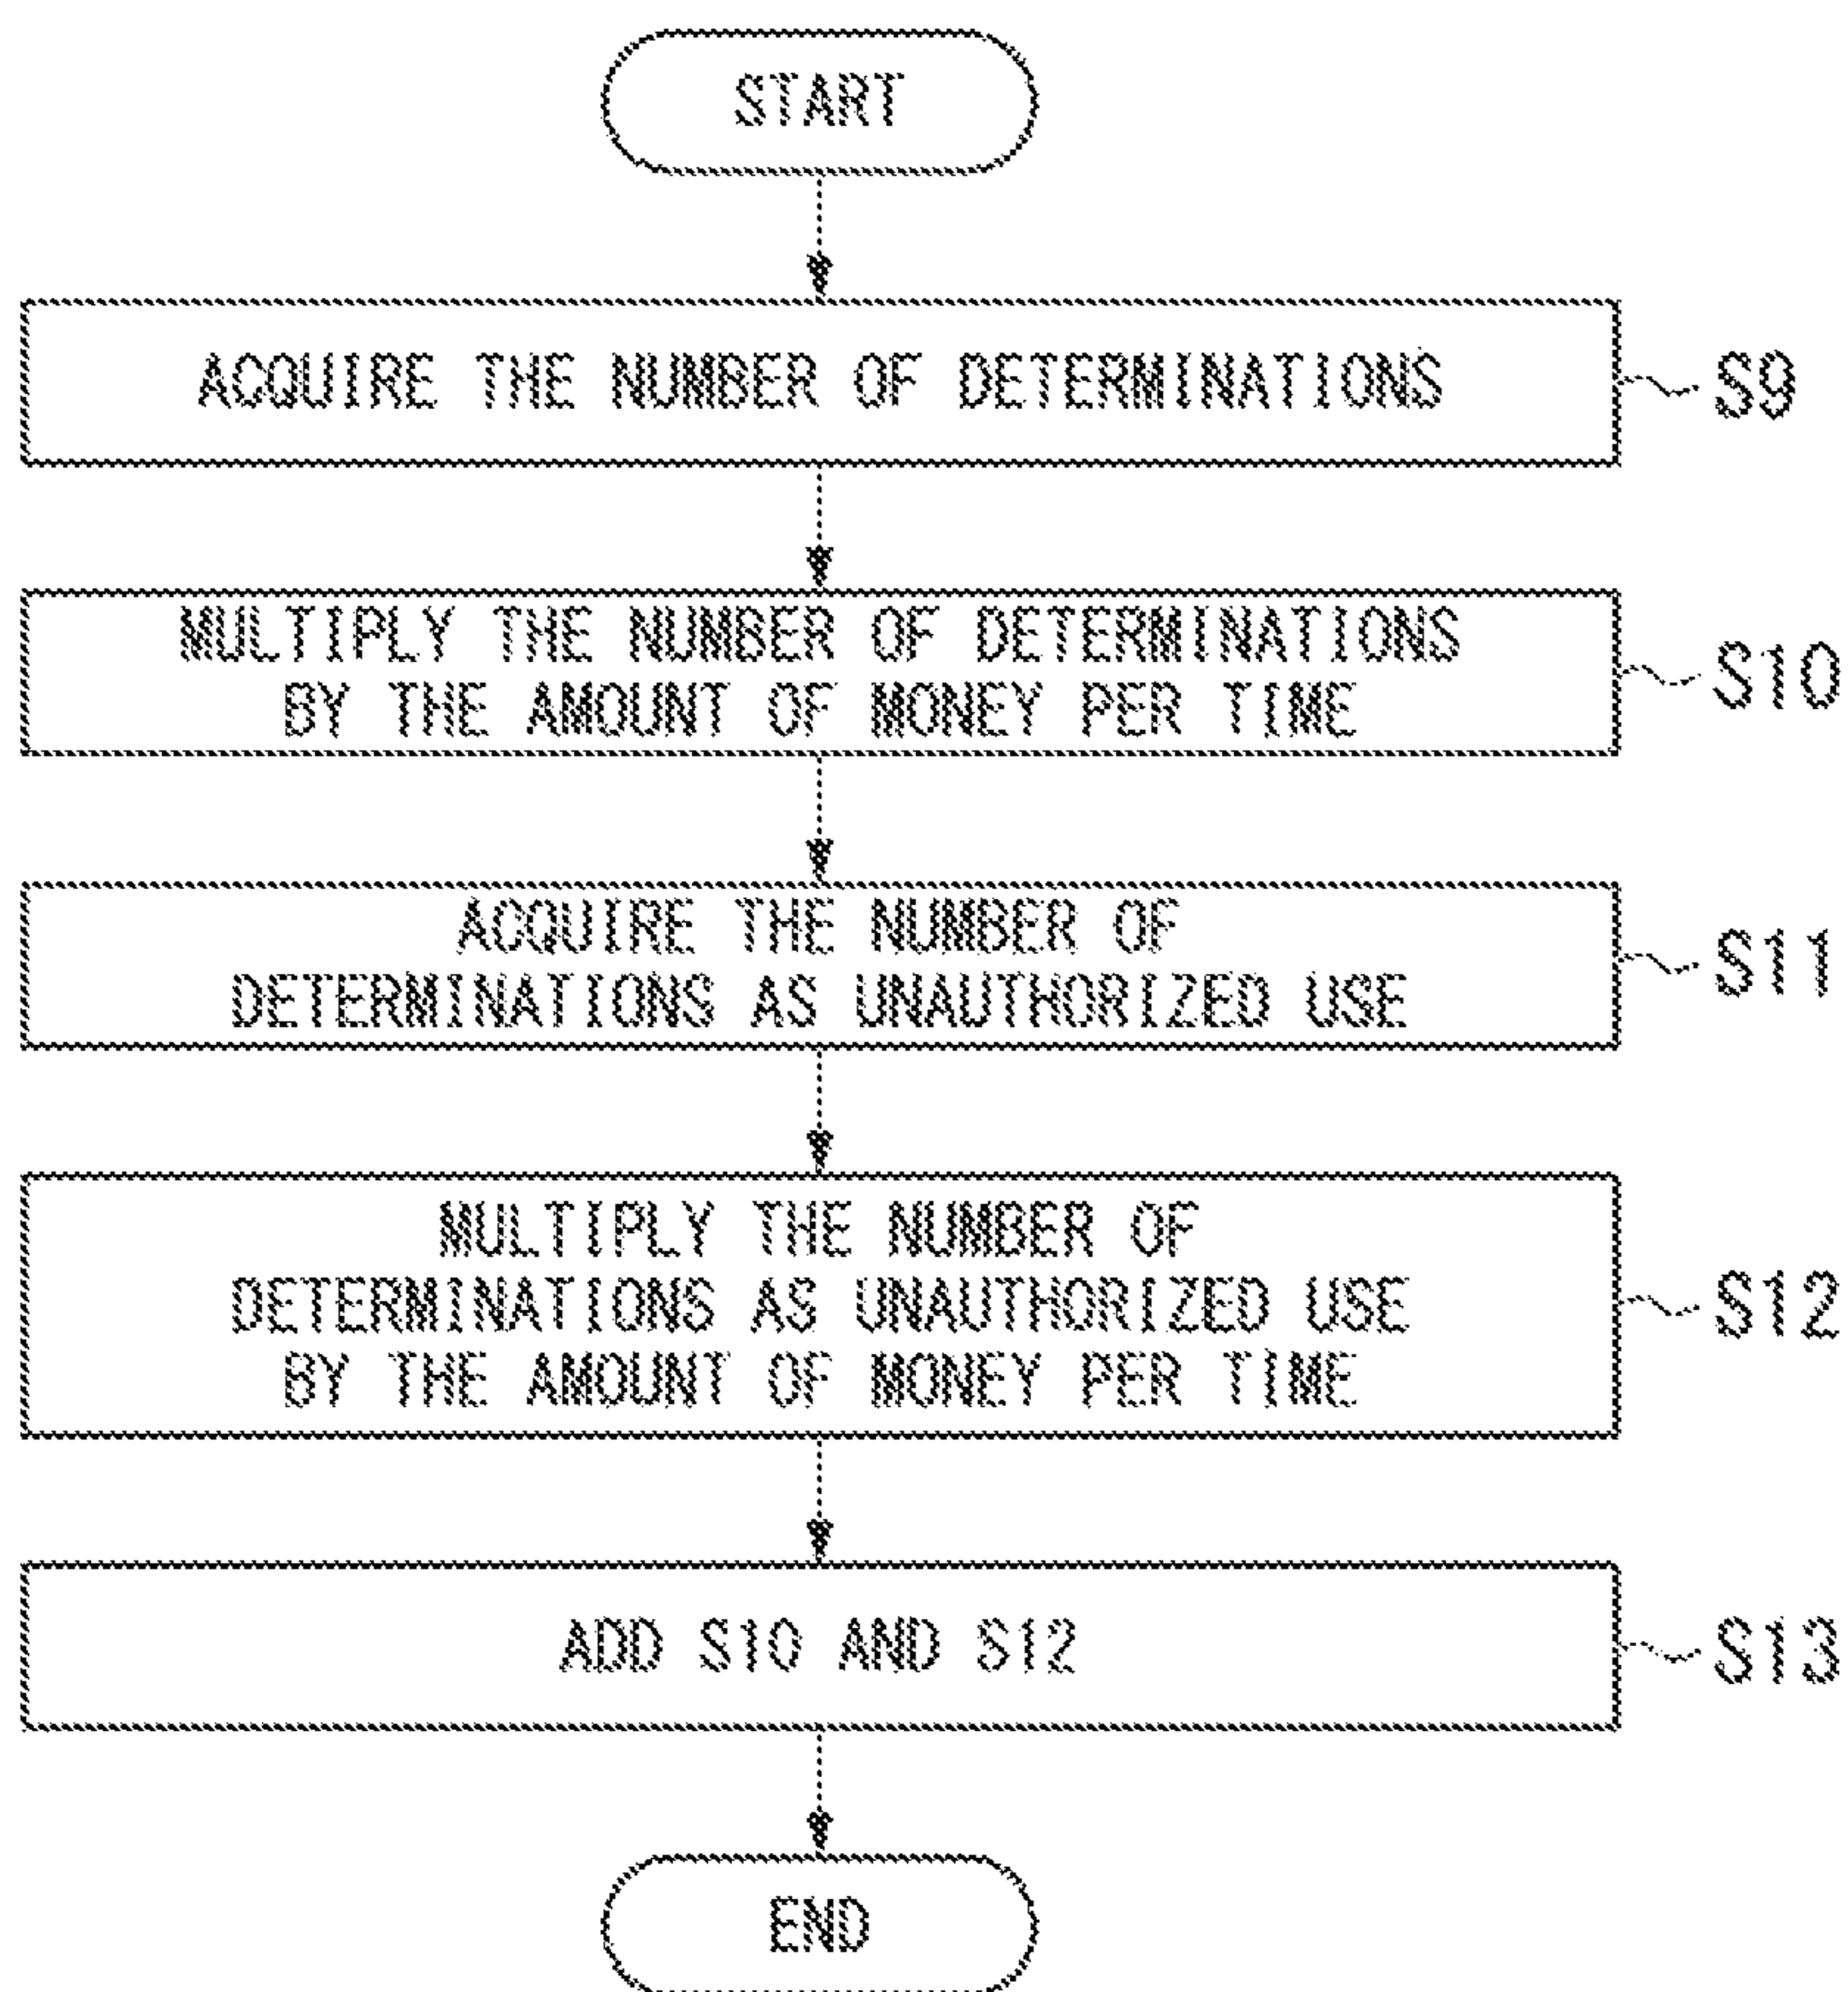 START
ACQUIRE THE NUMBER OF DETERMINATIONS
S9
MULTIPLY THE NUMBER OF DETERMINATIONS
BY THE AMOUNT OF MONEY PER TIME
S10
ACQUIRE THE NUMBER OF
DETERMINATIONS AS UNAUTHORIZED USE
S11
MULTIPLY THE NUMBER OF
DETERMINATIONS AS UNAUTHORIZED USE
BY THE AMOUNT OF MONEY PER TIME
S12
ADD S10 AND S12
S13
END